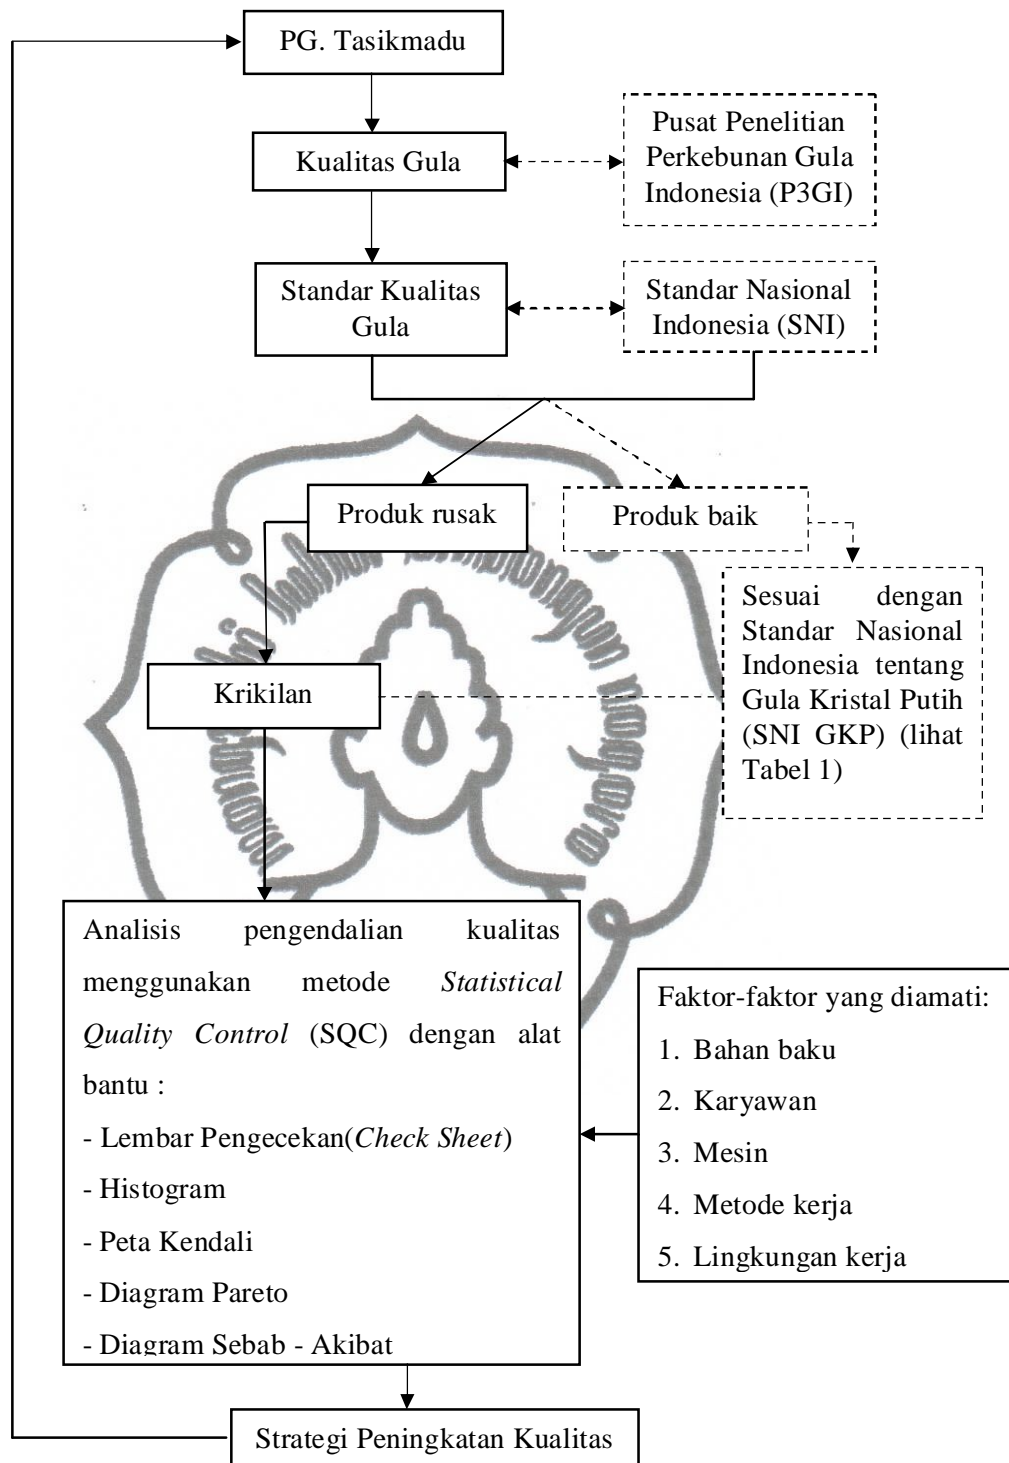 PG. Tasikmadu
Kualitas Gula
Pusat Penelitian
Perkebunan Gula
Indonesia (P3GI)
Standar Kualitas
Gula
Standar Nasional
Indonesia (SNI)
Produk rusak
Produk baik
Sesuai dengan
Standar Nasional
Indonesia tentang
Gula Kristal Putih
(SNI GKP) (lihat
Tabel 1)
Krikilan
Analisis pengendalian kualitas
menggunakan metode Statistical
Quality Control (SQC) dengan alat
bantu :
- Lembar Pengecekan(Check Sheet)
- Histogram
- Peta Kendali
- Diagram Pareto
- Diagram Sebab - Akibat
Faktor-faktor yang diamati:
1. Bahan baku
2. Karyawan
3. Mesin
4. Metode kerja
5. Lingkungan kerja
Strategi Peningkatan Kualitas